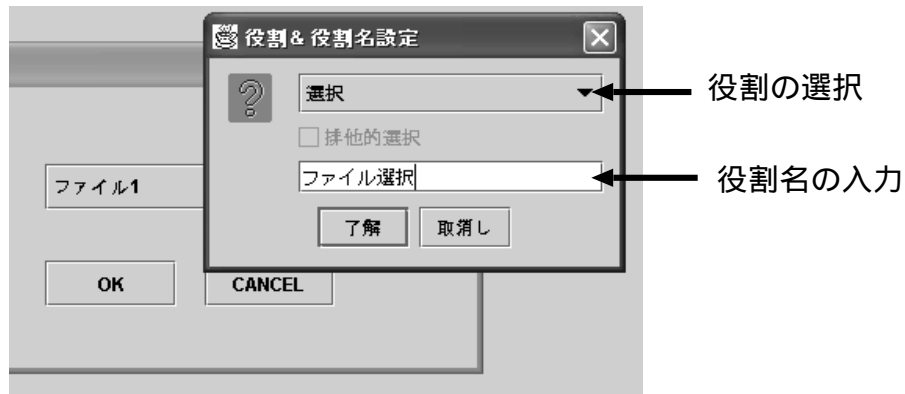 役割 & 役割名設定
選択
役割の選択
排他的選択
ファイル1
ファイル選択
役割名の入力
了解
取消し
OK
CANCEL